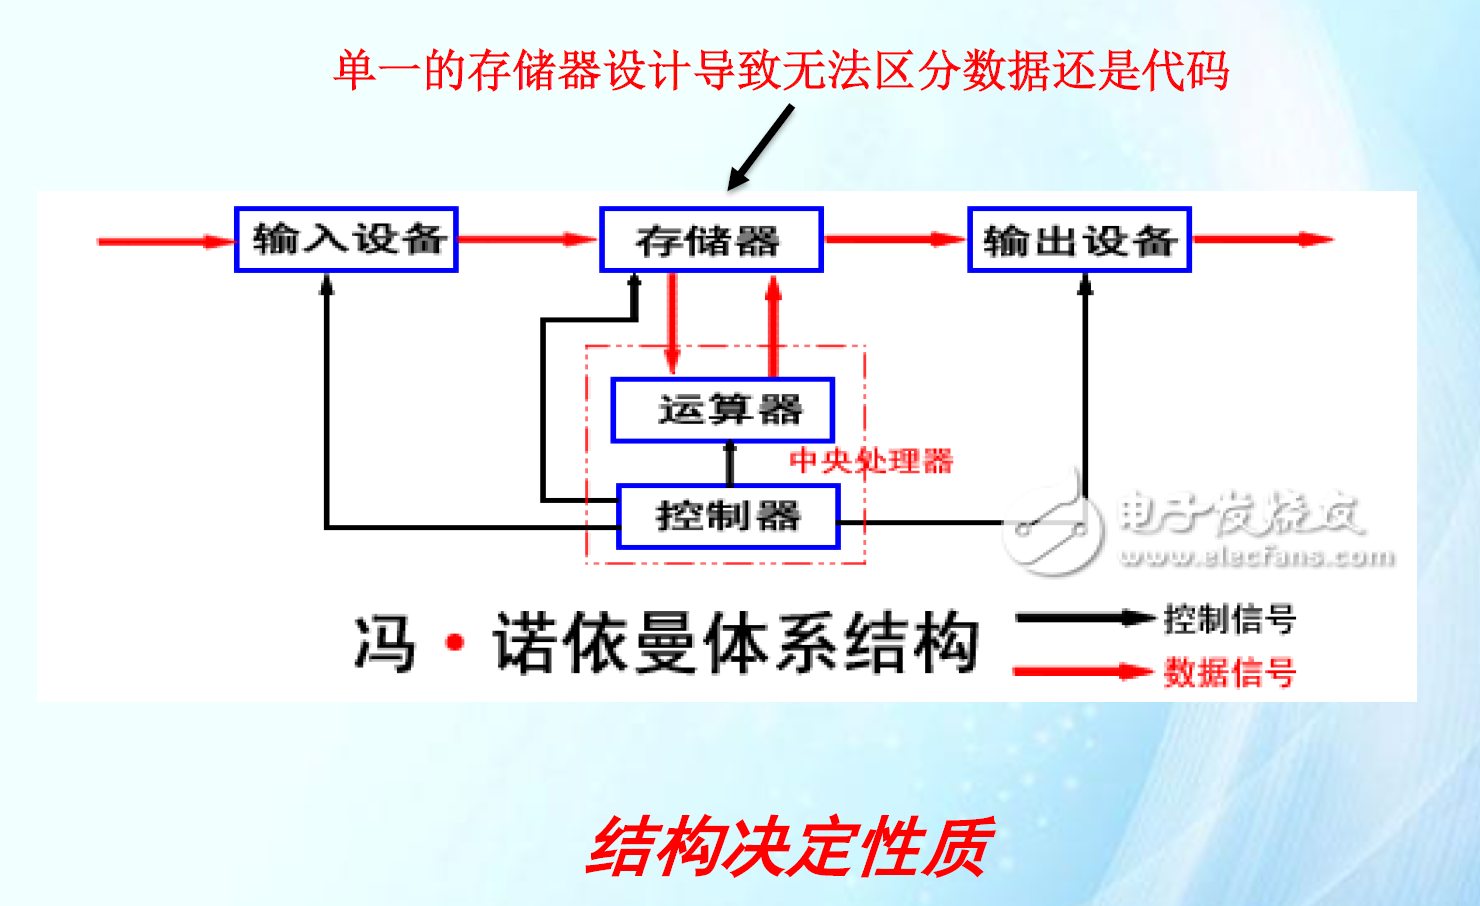 单一的存储器设计导致无法区分数据还是代码
输入设备
存储器
输出设备
运算器
中央处理器
控制器
电子发烧友
www.elecfans.com
冯·诺依曼体系结构
控制信号
数据信号
结构决定性质